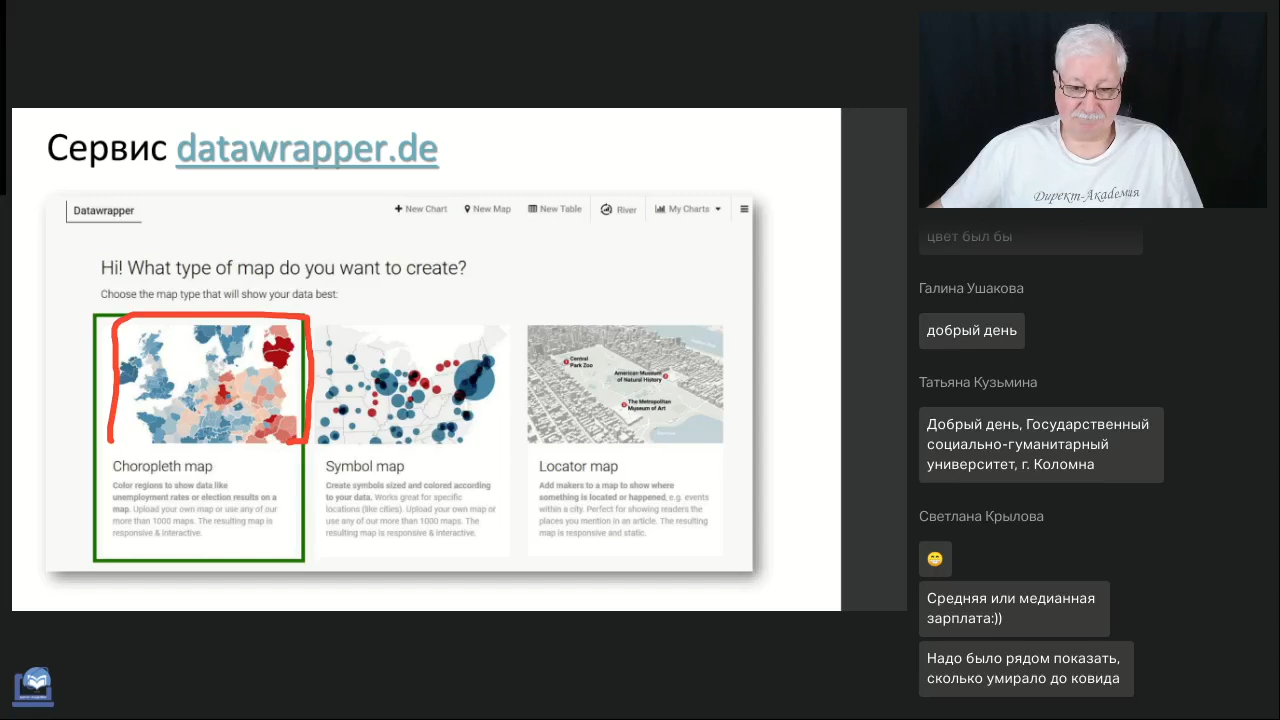 Сервис datawrapper.de
Datawrapper
New Chart
New Map
New Table
River
My Charts
Hi! What type of map do you want to create?
Choose the map type that will show your data best:
Choropleth map
Color regions to show data like
unemployment rates or election results on a
map. Upload your own map or use any of our
more than 1000 maps. The resulting map is
responsive & interactive.
Symbol map
Create symbols sized and colored according
to your data. Works great for specific
locations (like cities). Upload your own map or
use any of our more than 1000 maps. The
resulting map is responsive & interactive.
Central
Park Zoo
American Museum
of Natural History
The Metropolitan
Museum of Art
Locator map
Add makers to a map to show where
something is located or happened, e.g. events
within a city. Perfect for showing readers the
places you mention in an article. The resulting
map is responsive and static.
Директ-Академия
цвет был бы
Галина Ушакова
добрый день
Татьяна Кузьмина
Добрый день, Государственный
социально-гуманитарный
университет, г. Коломна
Светлана Крылова
😁
Средняя или медианная
зарплата:))
Надо было рядом показать,
сколько умирало до ковида